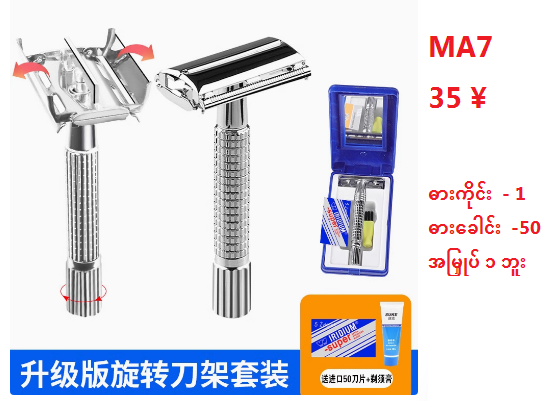 MA7
35 ¥
ဓားကိုင်း - 1
ဓားခေါင်း -50
အမြှုပ် ၁ ဘူး
IRIDIUM
super
升级版旋转刀架套装
送进口50刀片+剃须膏